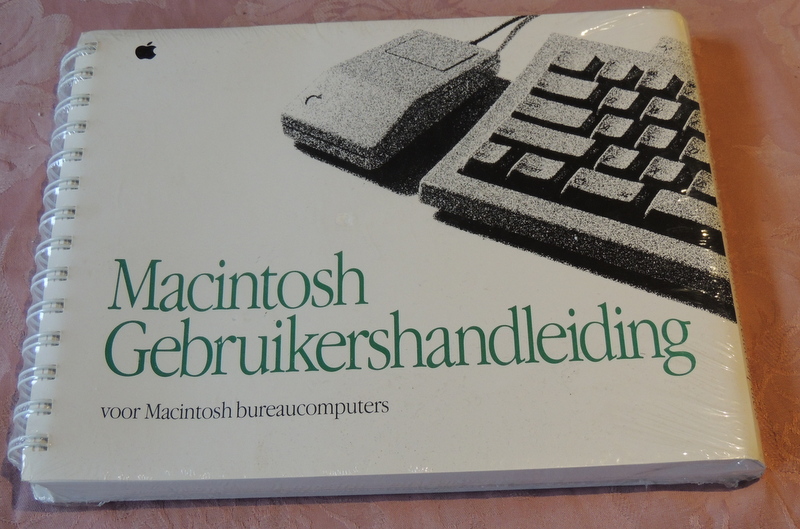 Macintosh
Gebruikershandleiding
voor Macintosh bureaucomputers